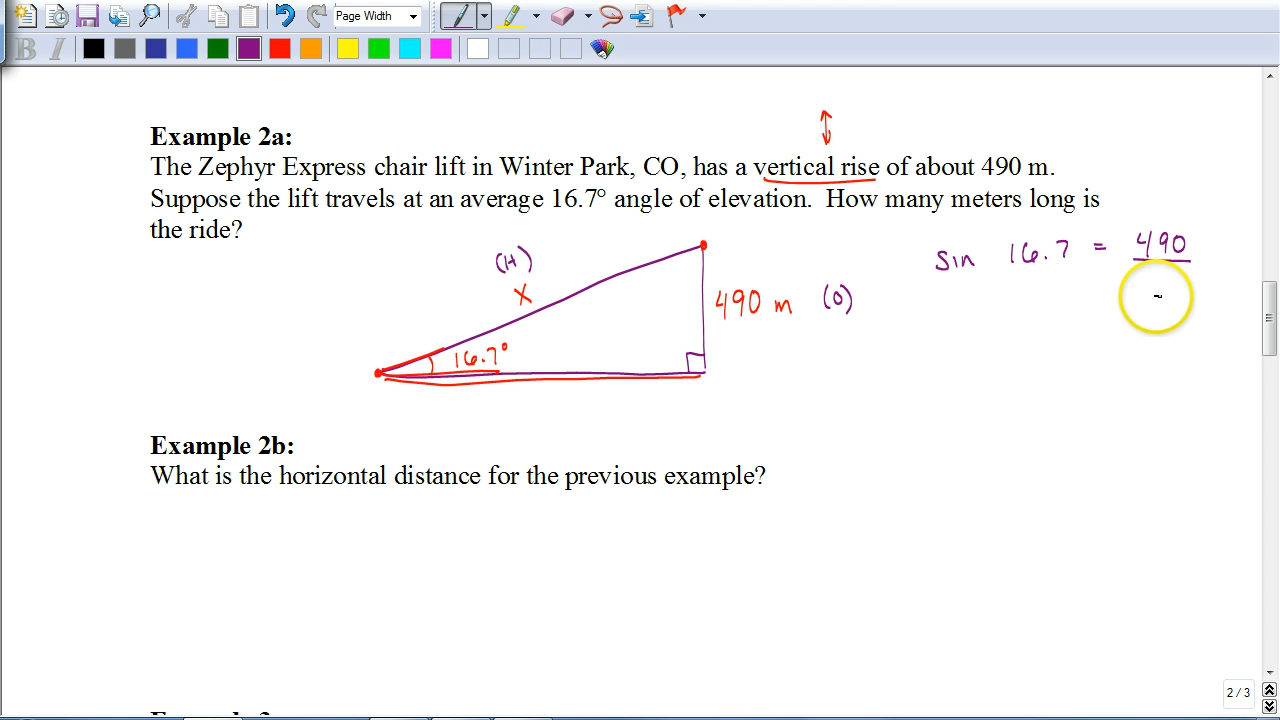 Page Width
B I
Example 2a:
The Zephyr Express chair lift in Winter Park, CO, has a vertical rise of about 490 m.
Suppose the lift travels at an average 16.7° angle of elevation. How many meters long is
the ride?
(H)
x
16.7°
490 m (O)
sin 16.7 = 490
Example 2b:
What is the horizontal distance for the previous example?
2 / 3